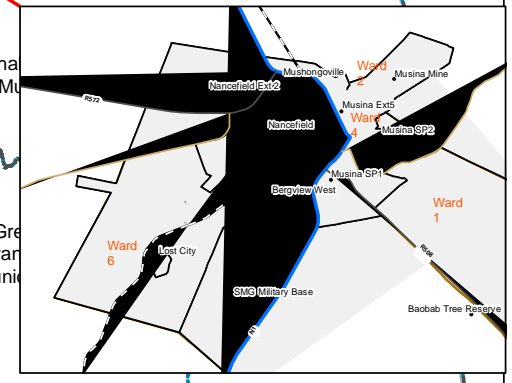 Mushongoville
Ward
2
Musina Mine
Nancefield Ext 2
R572
Musina Ext5
Nancefield
Ward
4
Musina SP2
Musina SP1
Bergview West
Ward
1
Ward
6
Lost City
R508
SMG Military Base
Baobab Tree Reserve
N1